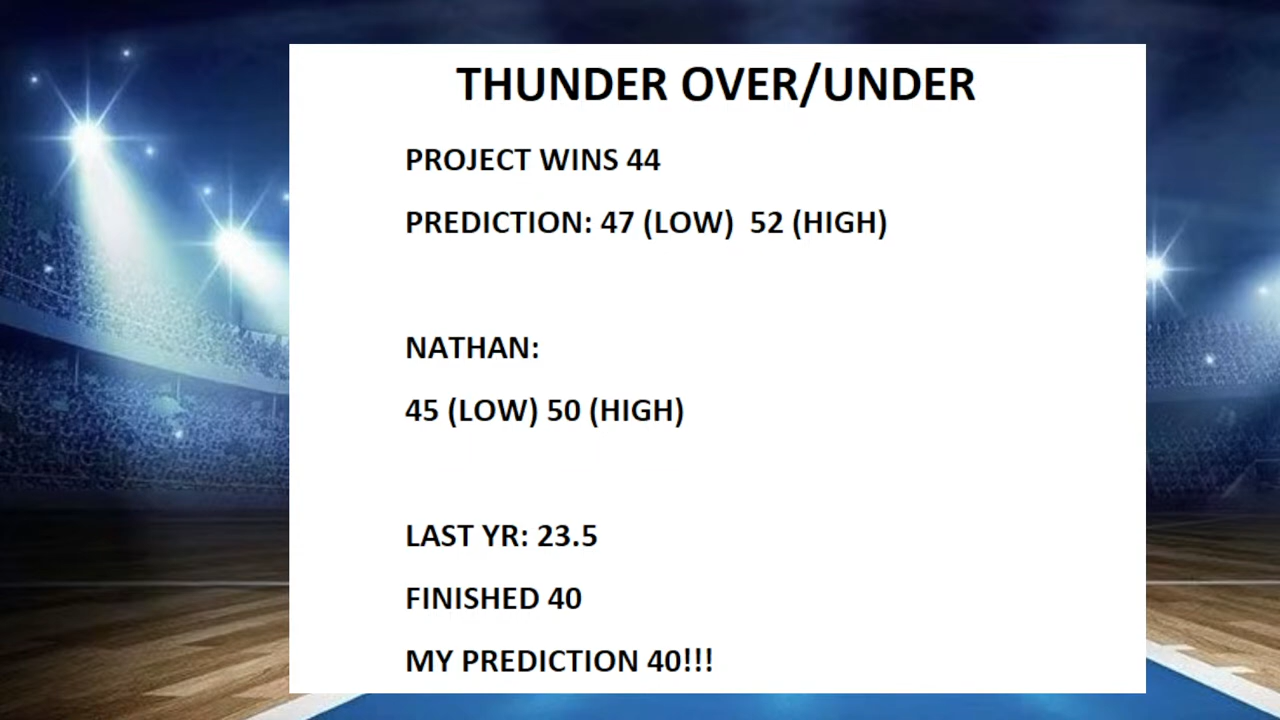 THUNDER OVER/UNDER
PROJECT WINS 44
PREDICTION: 47 (LOW)  52 (HIGH)
NATHAN:
45 (LOW) 50 (HIGH)
LAST YR: 23.5
FINISHED 40
MY PREDICTION 40!!!